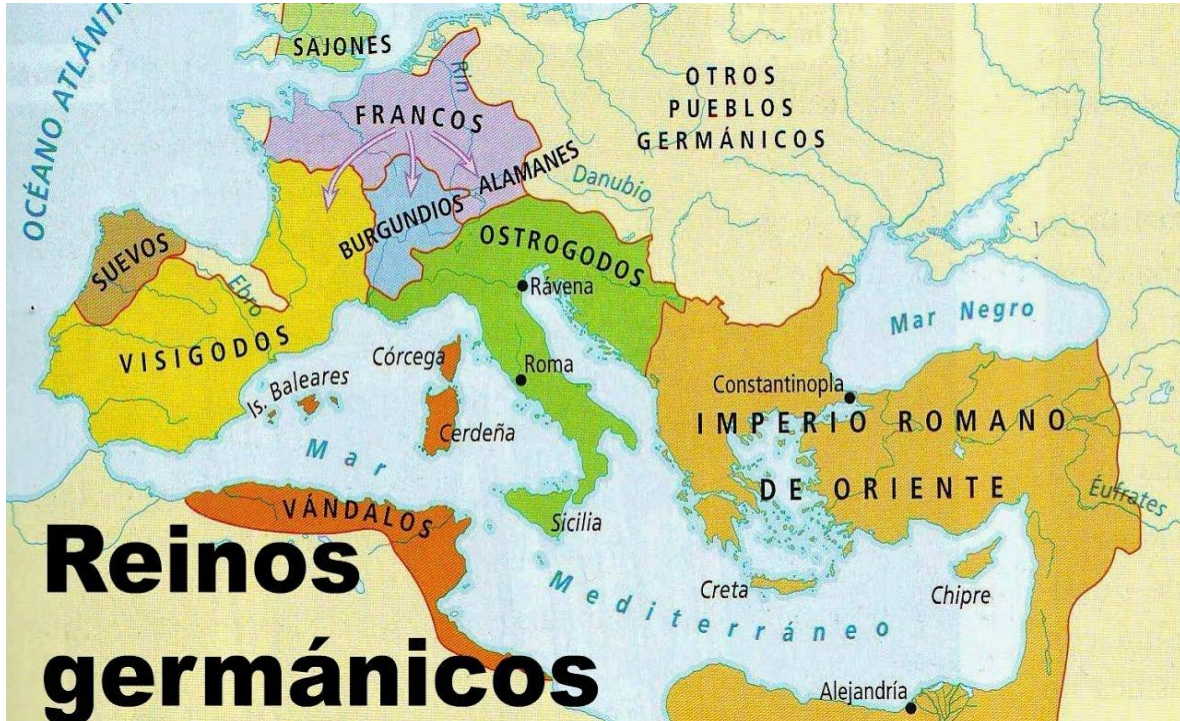 OCÉANO ATLÁNTIC
SAJONES
Rin
FRANCOS
OTROS
PUEBLOS
GERMÁNICOS
ALAMANES
Danubio
BURGUNDIOS
SUEVOS
Ebro
OSTROGODOS
Rávena
VISIGODOS
Mar Negro
Córcega
Roma
Is. Baleares
Constantinopla
Cerdeña
IMPERIO ROMANO
DE ORIENTE
Éufrates
Mar
Mediterráneo
VÁNDALOS
Sicilia
Creta
Chipre
Alejandría
Reinos
germánicos